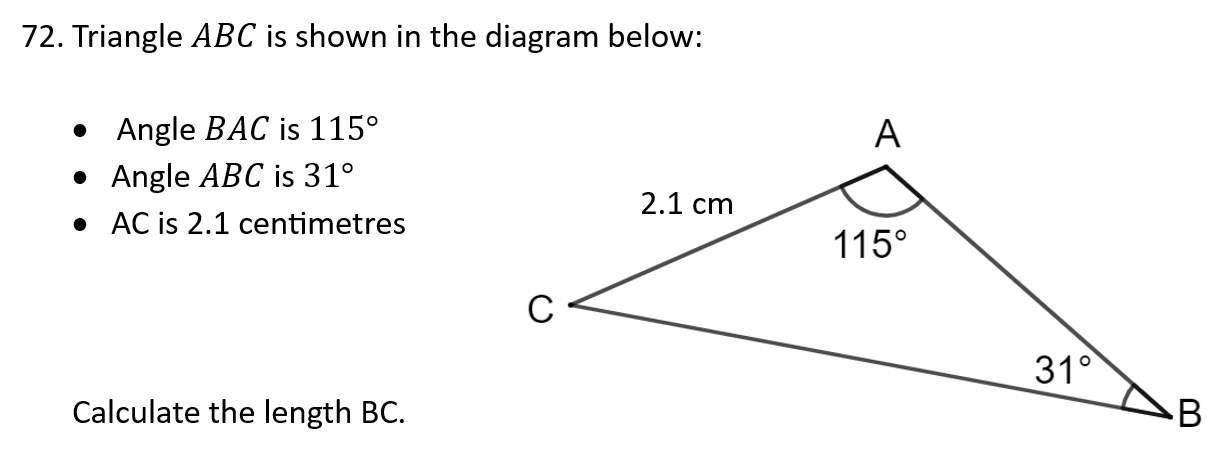 72. Triangle ABC is shown in the diagram below:
• Angle BAC is 115°
• Angle ABC is 31°
• AC is 2.1 centimetres
A
2.1 cm
115°
C
31°
B
Calculate the length BC.